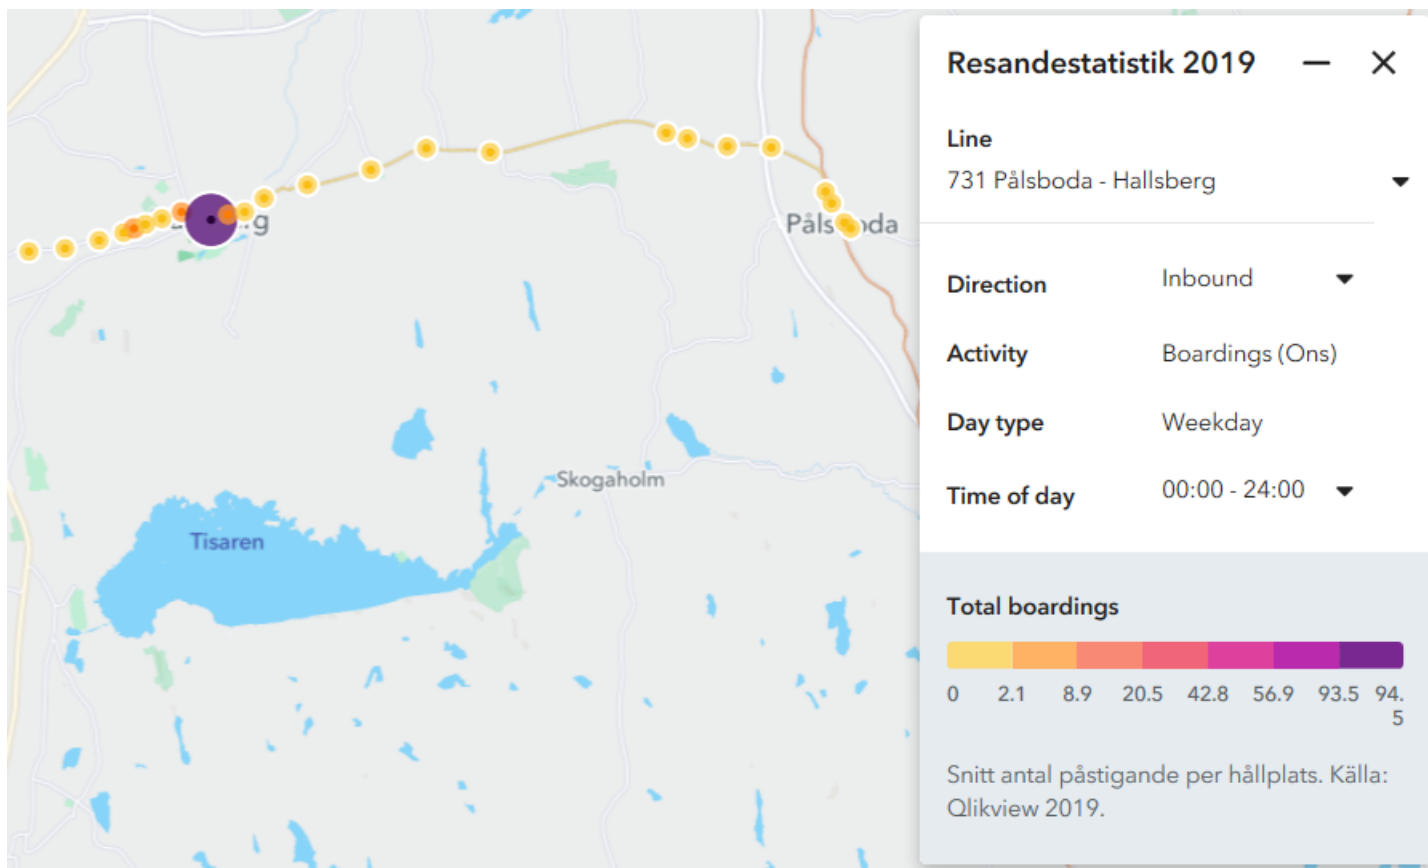 Resandestatistik 2019
Line
731 Pålsboda - Hallsberg
Direction Inbound
Activity Boardings (Ons)
Day type Weekday
Time of day 00:00 - 24:00
Total boardings
0 2.1 8.9 20.5 42.8 56.9 93.5 94.
5
Snitt antal påstigande per hållplats. Källa:
Qlikview 2019.
Skogaholm
Tisaren